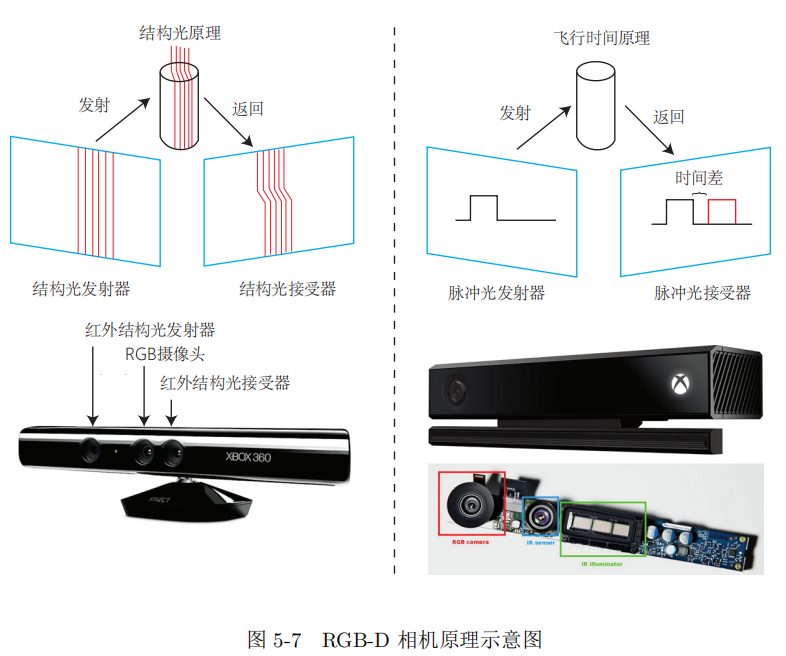 结构光原理
发射
返回
结构光发射器
结构光接受器
红外结构光发射器
RGB摄像头
红外结构光接受器
XBOX 360
KINECT
飞行时间原理
发射
返回
时间差
脉冲光发射器
脉冲光接受器
RGB camera
IR sensor
IR illuminator
图 5-7 RGB-D 相机原理示意图